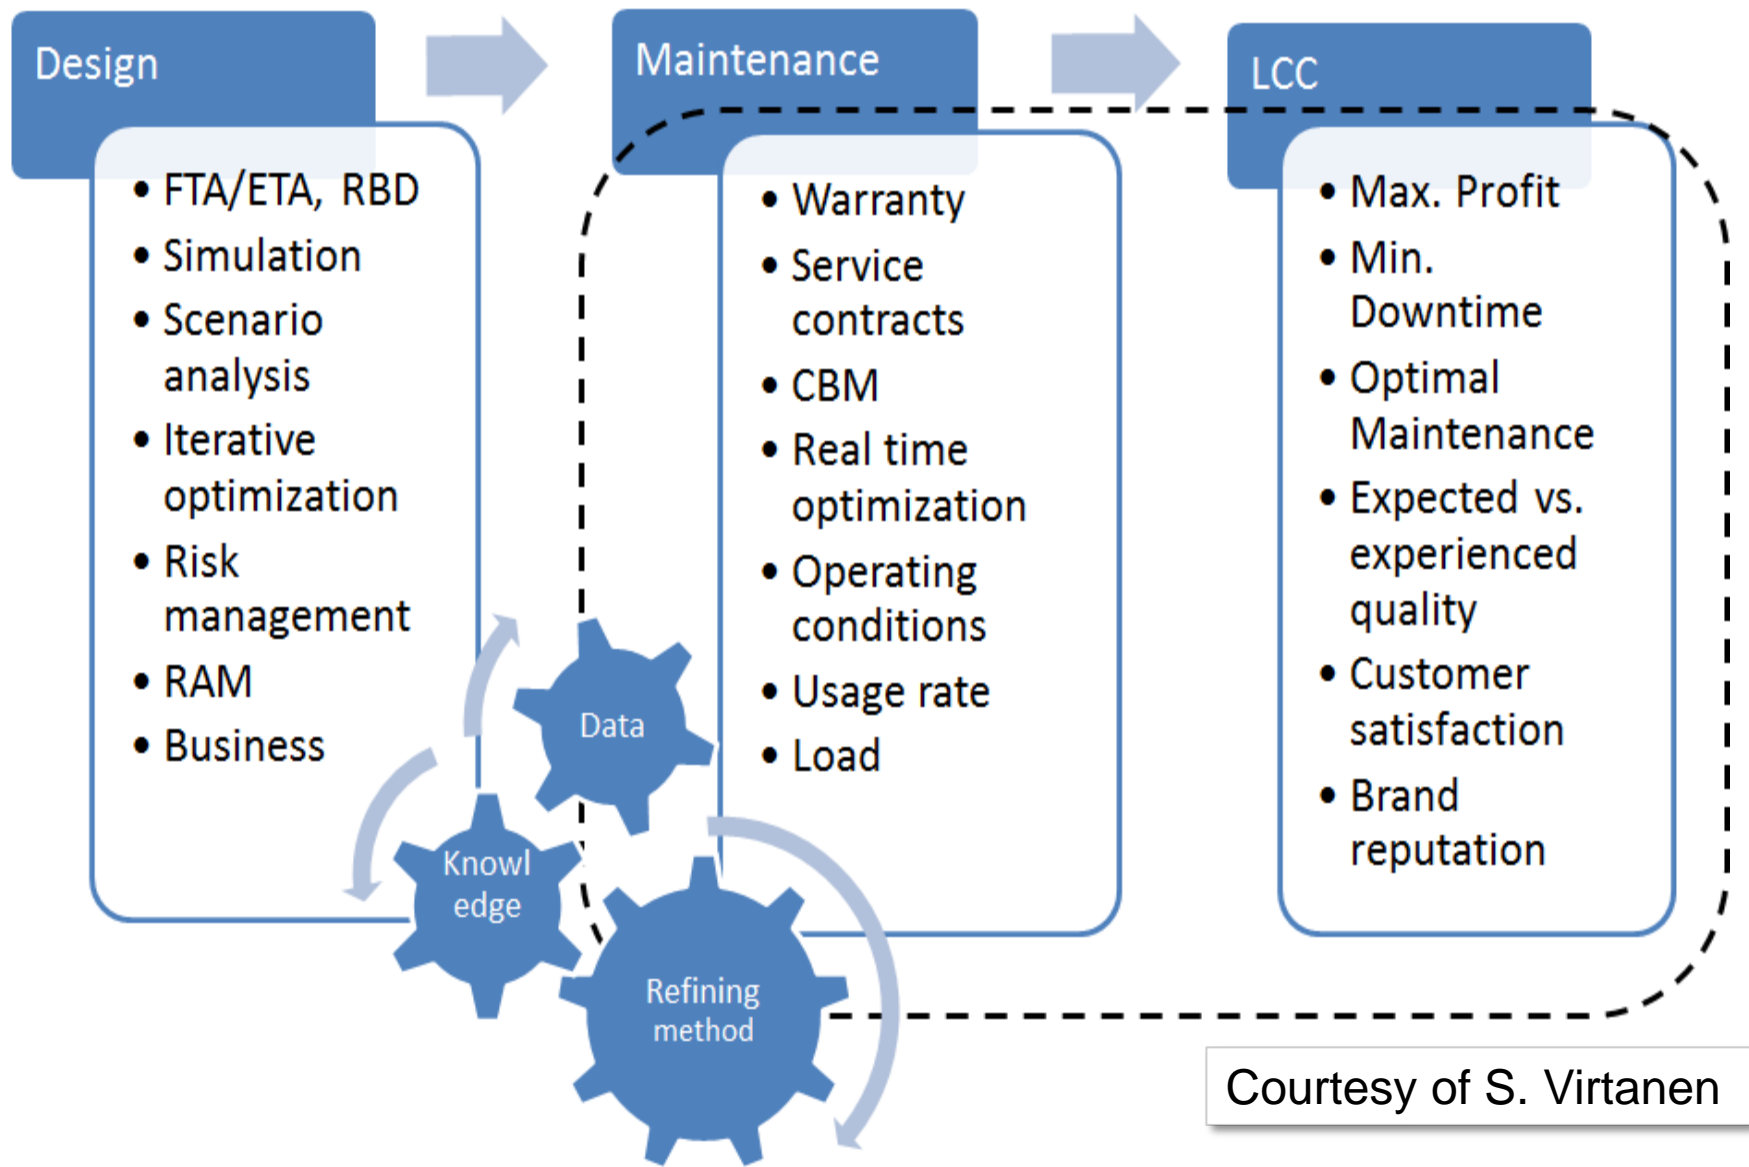 Design
• FTA/ETA, RBD
• Simulation
• Scenario
analysis
• Iterative
optimization
• Risk
management
• RAM
• Business
Maintenance
• Warranty
• Service
contracts
• CBM
• Real time
optimization
• Operating
conditions
• Usage rate
• Load
LCC
• Max. Profit
• Min.
Downtime
• Optimal
Maintenance
• Expected vs.
experienced
quality
• Customer
satisfaction
• Brand
reputation
Data
Knowl
edge
Refining
method
Courtesy of S. Virtanen